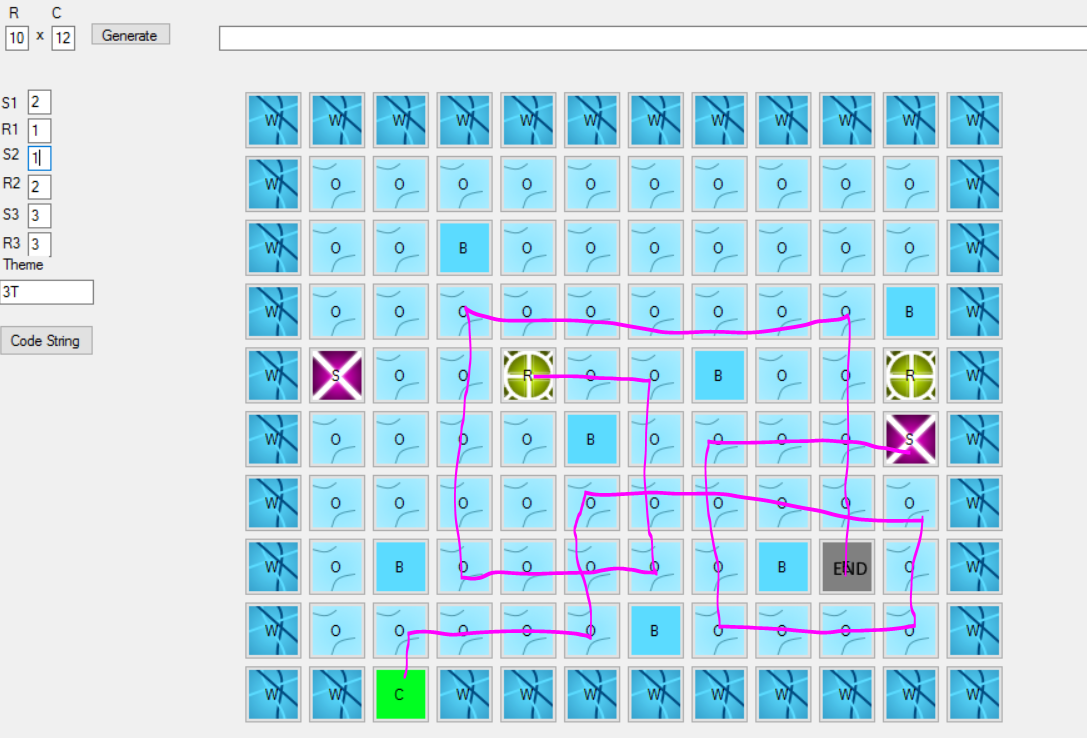 R C
10 x 12 Generate
S1 2
R1 1
S2 1
R2 2
S3 3
R3 3
Theme
3T
Code String
W W W W W W W W W W W W
W O O O O O O O O O O W
W O O B O O O O O O O W
W O O O O O O O O O B W
W S O O R O O B O O R W
W O O O O B O O O O S W
W O O O O O O O O O O W
W O B O O O O O B END O W
W O O O O O B O O O O W
W W C W W W W W W W W W